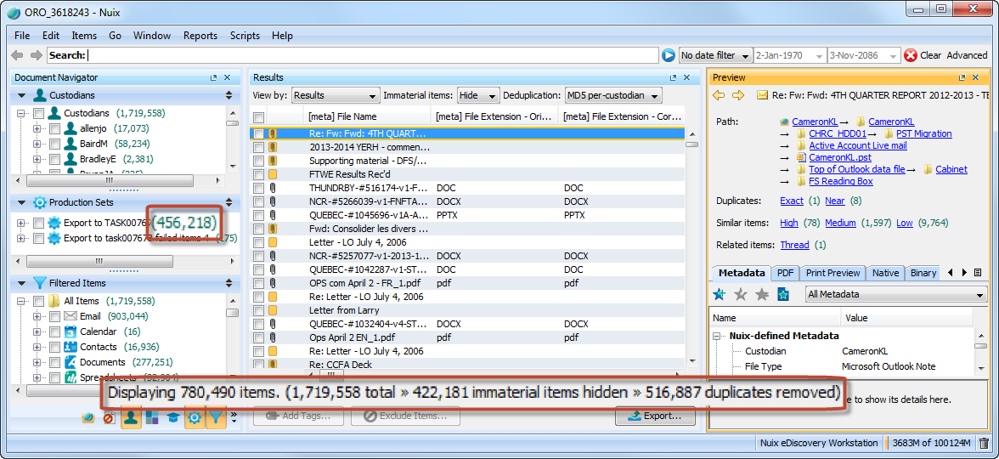 ORO_3618243 - Nuix
File Edit Items Go Window Reports Scripts Help
Search: No date filter 2-Jan-1970 3-Nov-2086 Clear Advanced
Document Navigator
Custodians
Custodians (1,719,558)
allenjo (17,073)
BairdM (58,234)
BradleyE (2,381)
Production Sets
Export to TASK00767 (456,218)
Export to task007678 failed items 4 (175)
Filtered Items
All Items (1,719,558)
Email (903,044)
Calendar (16)
Contacts (16,936)
Documents (277,251)
Spreadsheets
Results
View by: Results Immaterial items: Hide Deduplication: MD5 per-custodian
[meta] File Name [meta] File Extension - Ori... [meta] File Extension - Cor...
Re: Fw: Fwd: 4TH QUART...
2013-2014 YERH - commen...
Supporting material - DFS/...
FTWE Results Rec'd
THUNDRBY-#516174-v1-F... DOC DOC
NCR-#5266039-v1-FNFTA... DOCX DOCX
QUEBEC-#1045696-v1A-A... PPTX PPTX
Fwd: Consolider les divers ...
Letter - LO July 4, 2006
NCR-#5257077-v1-2013-1... DOCX DOCX
QUEBEC-#1042287-v1-ST... DOC DOC
OPS com April 2 - FR_1.pdf pdf pdf
Re: Letter - LO July 4, 2006
Letter from Larry
QUEBEC-#1032404-v4-ST... DOCX DOCX
Ops April 2 EN_1.pdf pdf pdf
Re: Letter - LO July 4, 2006
Re: CCFA Deck
Displaying 780,490 items. (1,719,558 total » 422,181 immaterial items hidden » 516,887 duplicates removed)
Add Tags... Exclude Items... Export...
Preview
Re: Fw: Fwd: 4TH QUARTER REPORT 2012-2013 - TE
Path: CameronKL → CameronKL
→ CHRC_HDD01 → PST Migration
→ Active Account Live mail
→ CameronKL.pst
→ Top of Outlook data file → Cabinet
→ FS Reading Box
Duplicates: Exact (1) Near (8)
Similar items: High (78) Medium (1,597) Low (9,764)
Related items: Thread (1)
Metadata PDF Print Preview Native Binary
All Metadata
Name Value
Nuix-defined Metadata
Custodian CameronKL
File Type Microsoft Outlook Note
e to show its details here.
Nuix eDiscovery Workstation 3683M of 100124M